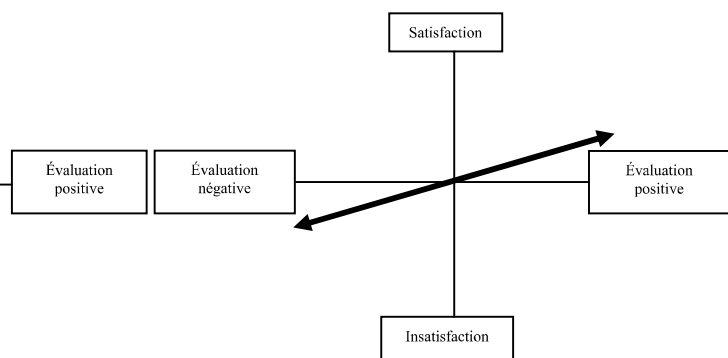 Satisfaction
Évaluation
positive
Évaluation
négative
Évaluation
positive
Insatisfaction